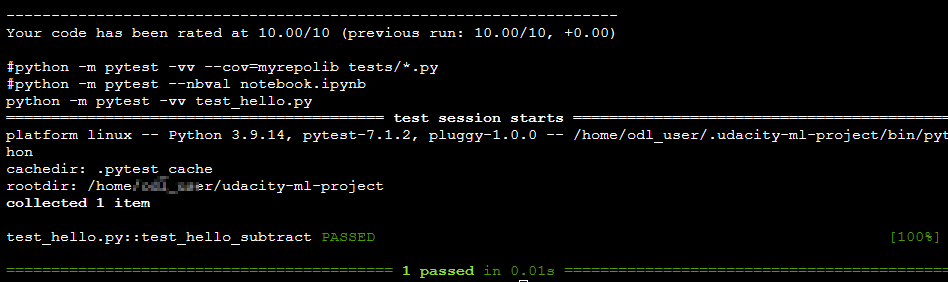 --------------------------------------------------------------------
Your code has been rated at 10.00/10 (previous run: 10.00/10, +0.00)
#python -m pytest -vv --cov=myrepolib tests/*.py
#python -m pytest --nbval notebook.ipynb
python -m pytest -vv test_hello.py
========================================== test session starts ==========================================
platform linux -- Python 3.9.14, pytest-7.1.2, pluggy-1.0.0 -- /home/odl_user/.udacity-ml-project/bin/pyt
hon
cachedir: .pytest_cache
rootdir: /home/odl_user/udacity-ml-project
collected 1 item
test_hello.py::test_hello_subtract PASSED [100%]
=========================================== 1 passed in 0.01s ===========================================